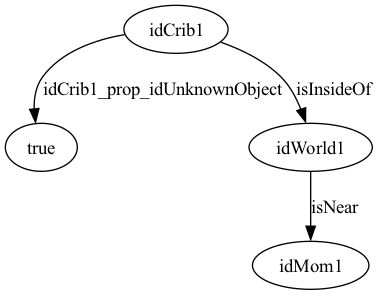 idCrib1
idCrib1_prop_idUnknownObject
isInsideOf
true
idWorld1
isNear
idMom1